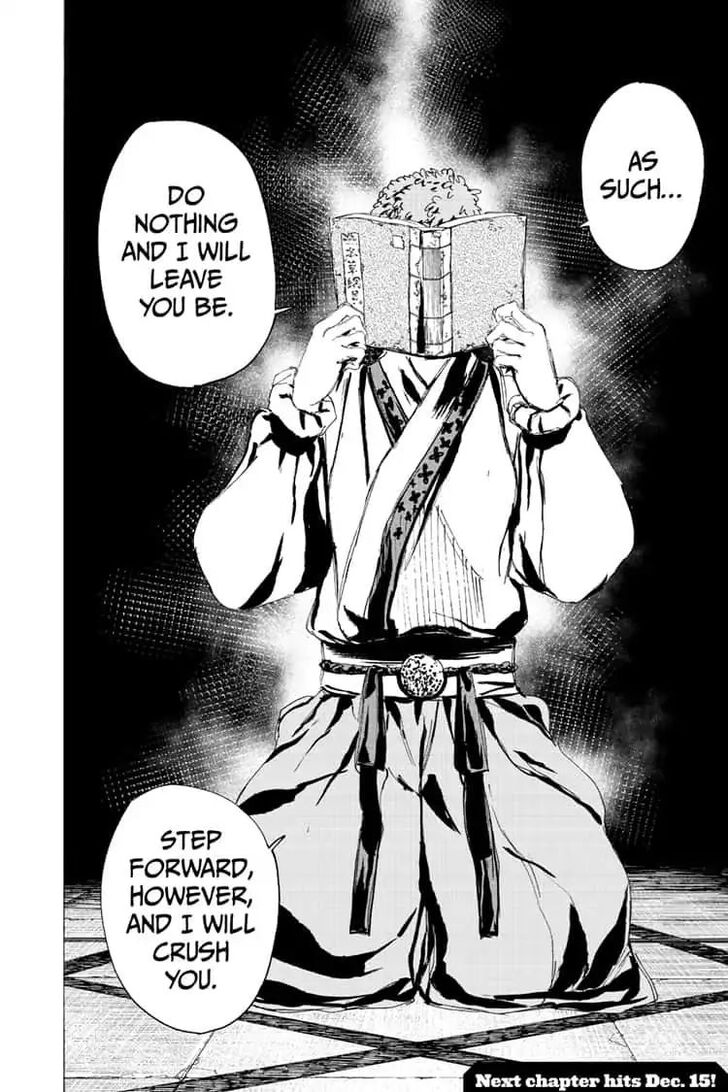 AS
SUCH...
DO
NOTHING
AND I WILL
LEAVE
YOU BE.
STEP
FORWARD,
HOWEVER,
AND I WILL
CRUSH
YOU.
Next chapter hits Dec. 15!